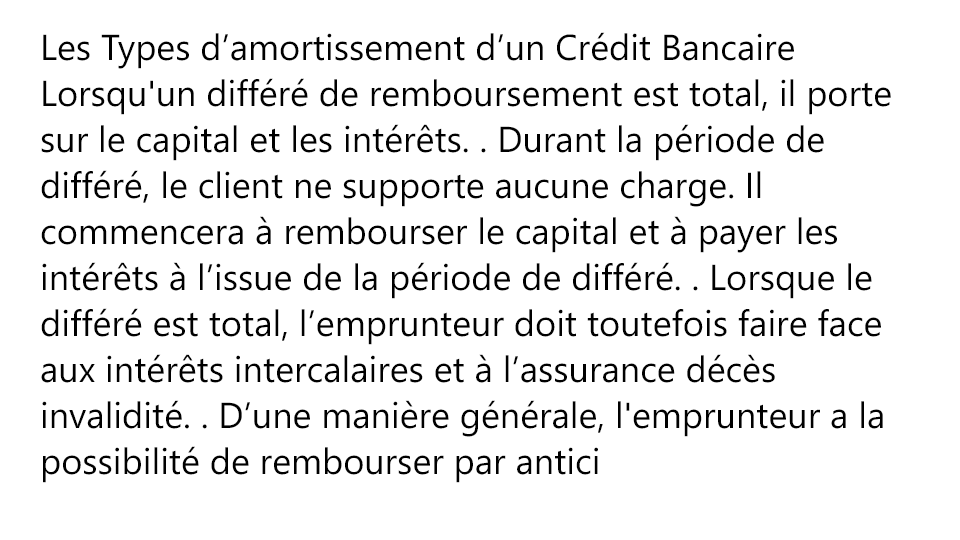 Les Types d’amortissement d’un Crédit Bancaire
Lorsqu'un différé de remboursement est total, il porte
sur le capital et les intérêts. . Durant la période de
différé, le client ne supporte aucune charge. Il
commencera à rembourser le capital et à payer les
intérêts à l’issue de la période de différé. . Lorsque le
différé est total, l’emprunteur doit toutefois faire face
aux intérêts intercalaires et à l’assurance décès
invalidité. . D’une manière générale, l'emprunteur a la
possibilité de rembourser par antici